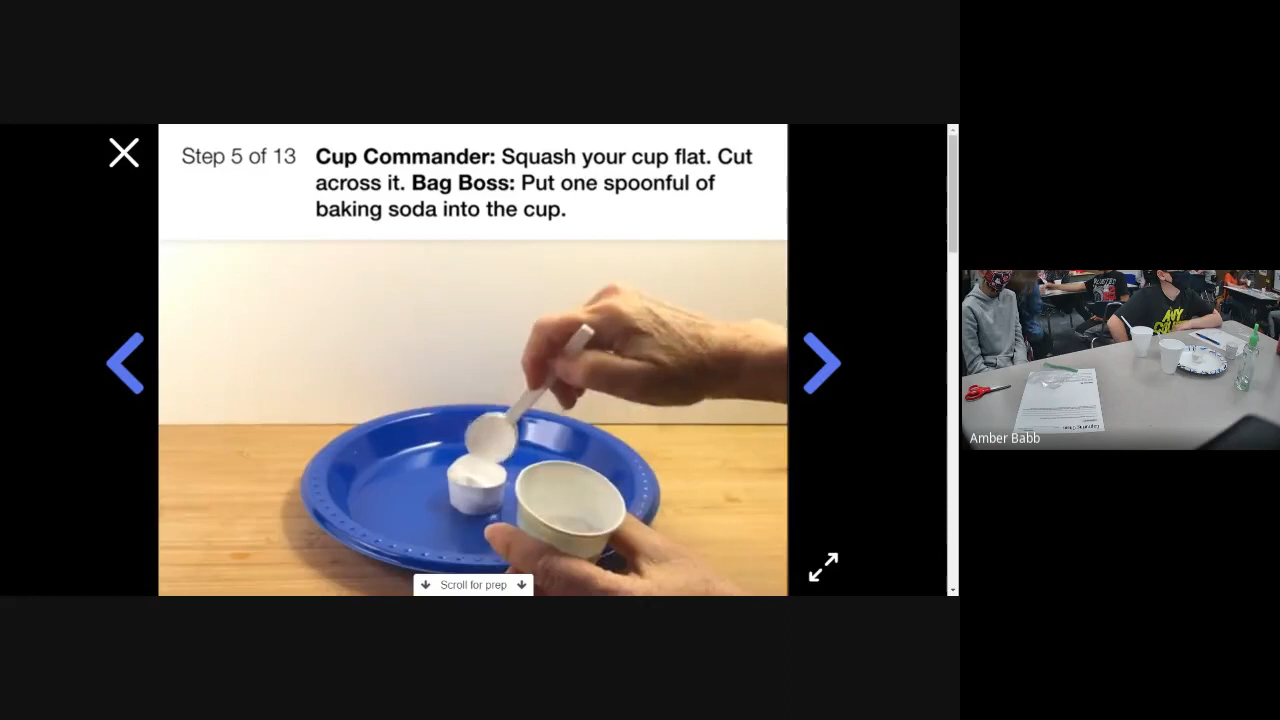 Step 5 of 13
Cup Commander: Squash your cup flat. Cut
across it. Bag Boss: Put one spoonful of
baking soda into the cup.
Scroll for prep
Amber Babb